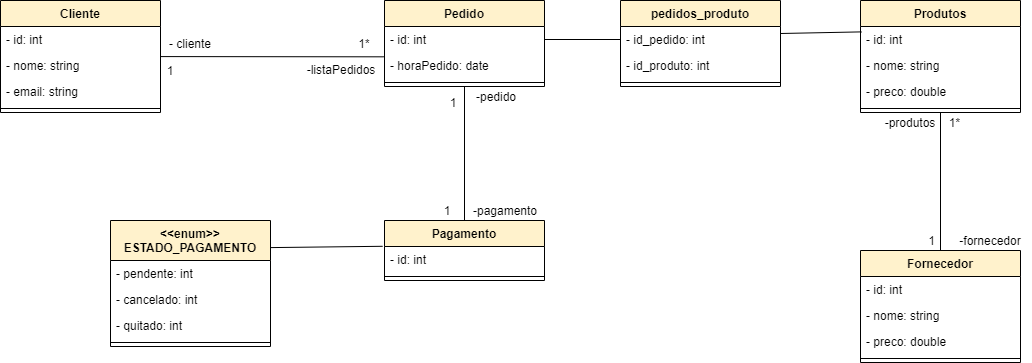 Cliente
- id: int
- nome: string
- email: string
- cliente
1
1*
-listaPedidos
Pedido
- id: int
- horaPedido: date
pedidos_produto
- id_pedido: int
- id_produto: int
Produtos
- id: int
- nome: string
- preco: double
1
-pedido
1
-pagamento
-produtos
1*
1
-fornecedor
<<enum>>
ESTADO_PAGAMENTO
- pendente: int
- cancelado: int
- quitado: int
Pagamento
- id: int
Fornecedor
- id: int
- nome: string
- preco: double